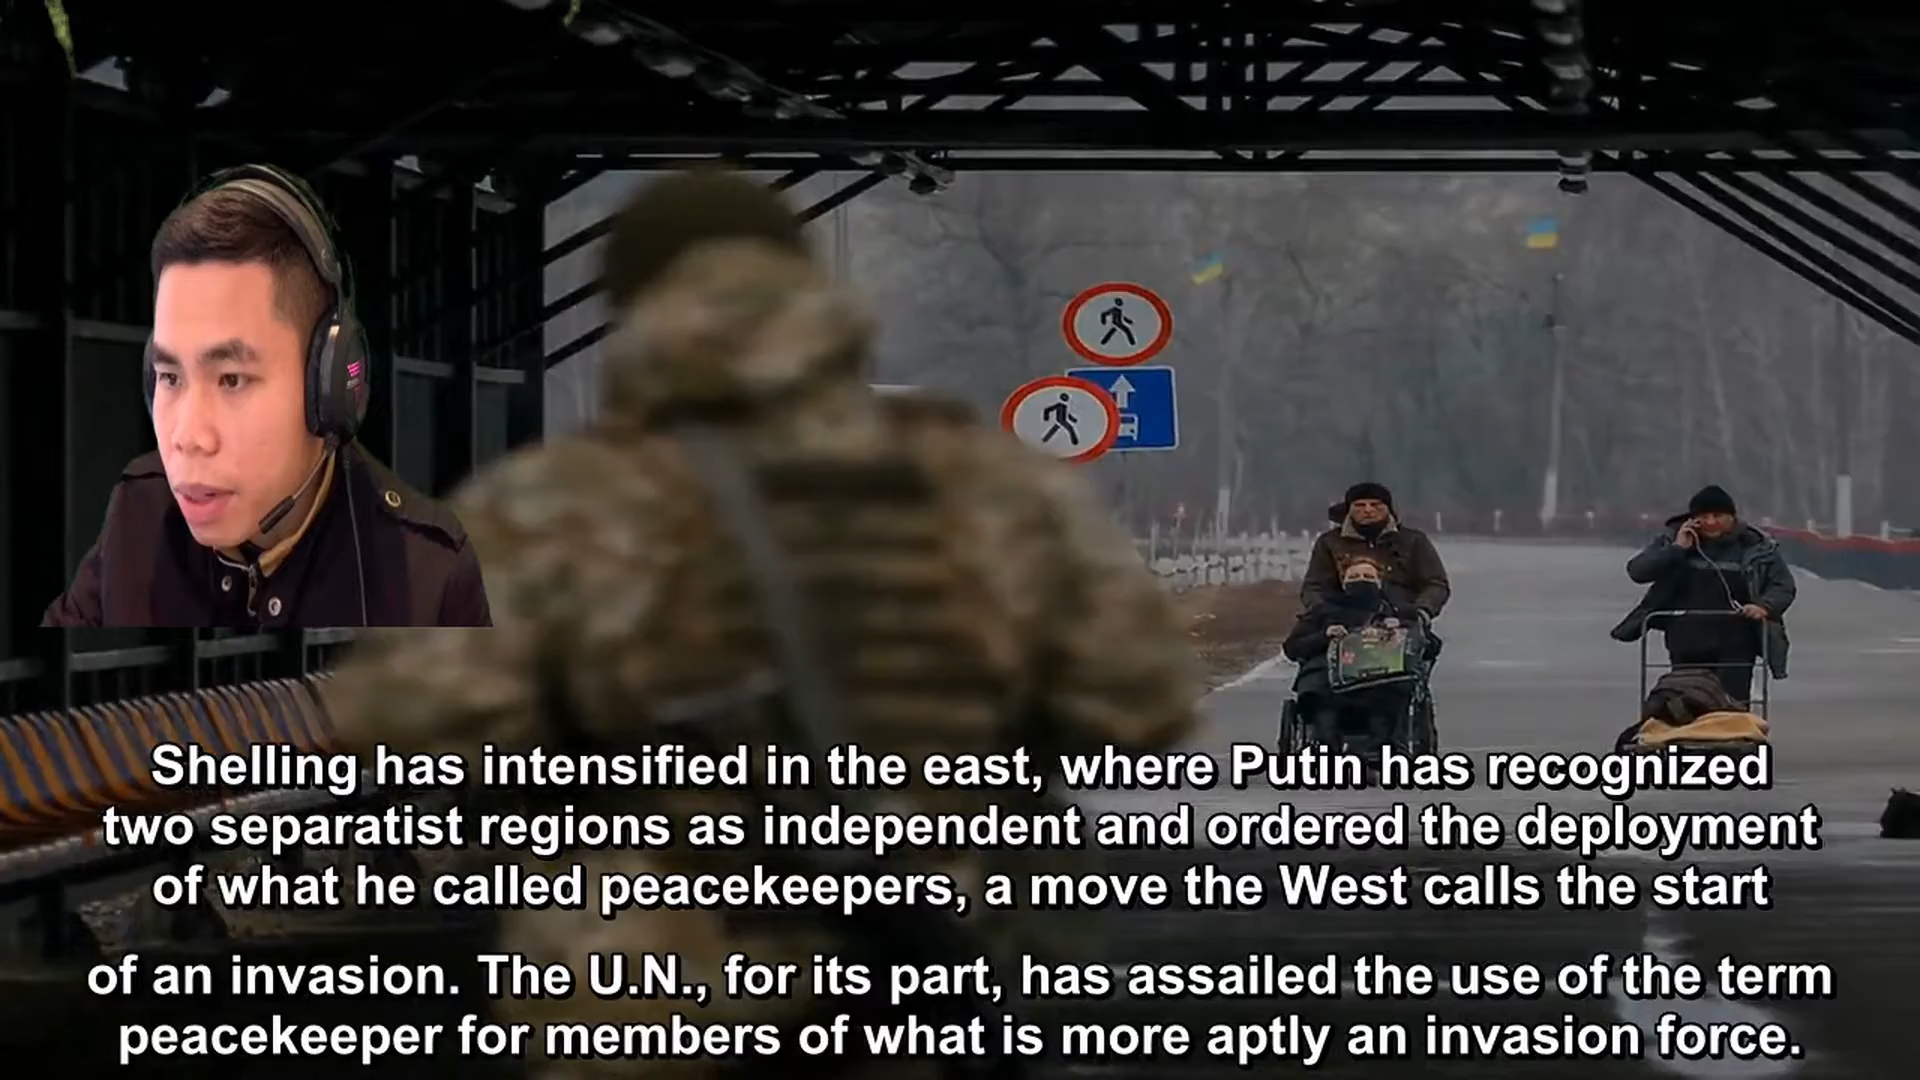 Shelling has intensified in the east, where Putin has recognized
two separatist regions as independent and ordered the deployment
of what he called peacekeepers, a move the West calls the start
of an invasion. The U.N., for its part, has assailed the use of the term
peacekeeper for members of what is more aptly an invasion force.